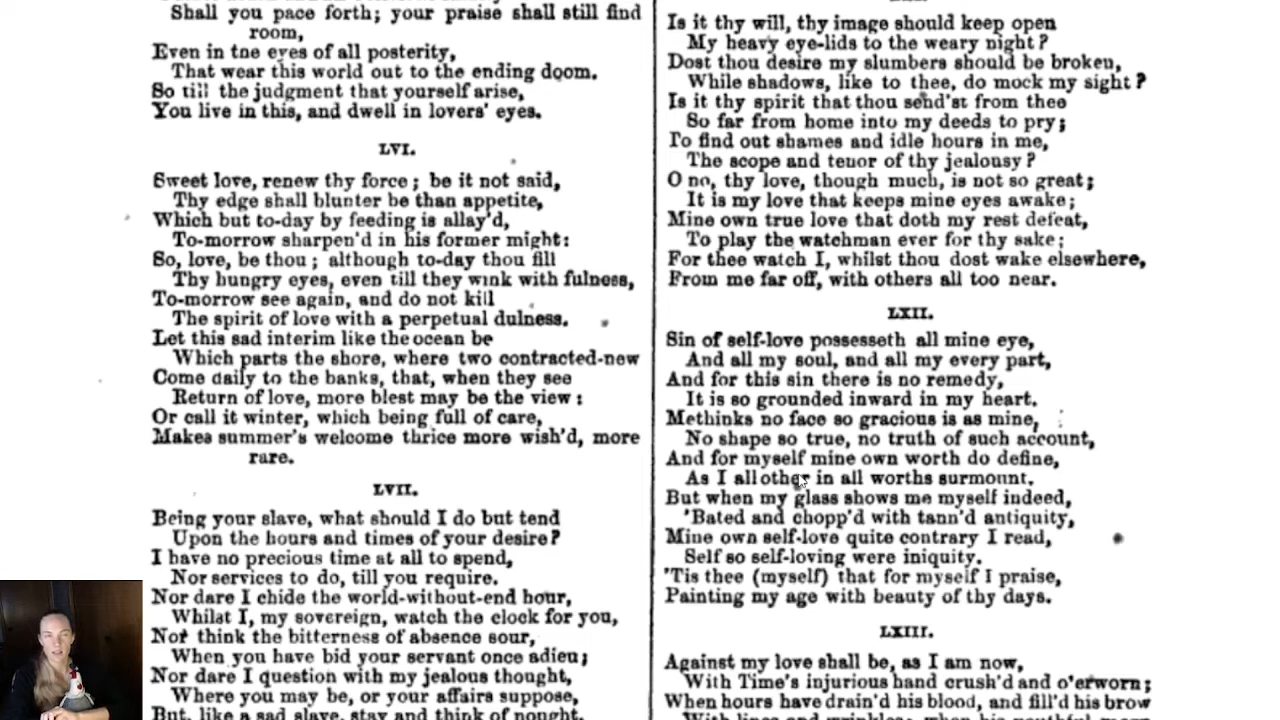 Shall you pace forth; your praise shall still find
room,
Even in tne eyes of all posterity,
That wear this world out to the ending doom.
So till the judgment that yourself arise,
You live in this, and dwell in lovers' eyes.
LVI.
Sweet love, renew thy force; be it not said,
Thy edge shall blunter be than appetite,
Which but to-day by feeding is allay'd,
To-morrow sharpen'd in his former might:
So, love, be thou; although to-day thou fill
Thy hungry eyes, even till they wink with fulness,
To-morrow see again, and do not kill
The spirit of love with a perpetual dulness.
Let this sad interim like the ocean be
Which parts the shore, where two contracted-new
Come daily to the banks, that, when they see
Return of love, more blest may be the view:
Or call it winter, which being full of care,
Makes summer's welcome thrice more wish'd, more
rare.
LVII.
Being your slave, what should I do but tend
Upon the hours and times of your desire?
I have no precious time at all to spend,
Nor services to do, till you require.
Nor dare I chide the world-without-end hour,
Whilst I, my sovereign, watch the clock for you,
Not think the bitterness of absence sour,
When you have bid your servant once adieu;
Nor dare I question with my jealous thought,
Where you may be, or your affairs suppose,
But, like a sad slave, stay and think of nought,
Is it thy will, thy image should keep open
My heavy eye-lids to the weary night?
Dost thou desire my slumbers should be broken,
While shadows, like to thee, do mock my sight?
Is it thy spirit that thou send'st from thee
So far from home into my deeds to pry;
To find out shames and idle hours in me,
The scope and tenor of thy jealousy?
O no, thy love, though much, is not so great;
It is my love that keeps mine eyes awake;
Mine own true love that doth my rest defeat,
To play the watchman ever for thy sake;
For thee watch I, whilst thou dost wake elsewhere,
From me far off, with others all too near.
LXII.
Sin of self-love possesseth all mine eye,
And all my soul, and all my every part,
And for this sin there is no remedy,
It is so grounded inward in my heart.
Methinks no face so gracious is as mine,
No shape so true, no truth of such account,
And for myself mine own worth do define,
As I all other in all worths surmount.
But when my glass shows me myself indeed,
'Bated and chopp'd with tann'd antiquity,
Mine own self-love quite contrary I read,
Self so self-loving were iniquity.
'Tis thee (myself) that for myself I praise,
Painting my age with beauty of thy days.
LXIII.
Against my love shall be, as I am now,
With Time's injurious hand crush'd and o'erworn;
When hours have drain'd his blood, and fill'd his brow